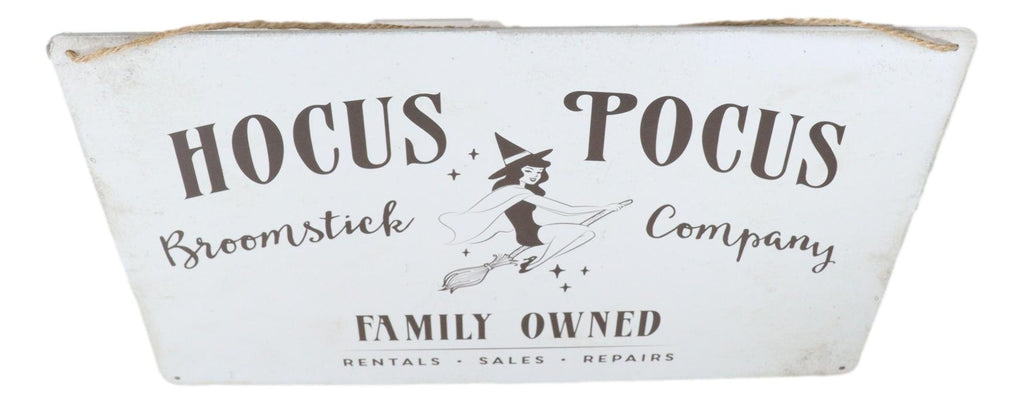 HOCUS POCUS
Broomstick Company
FAMILY OWNED
RENTALS · SALES · REPAIRS